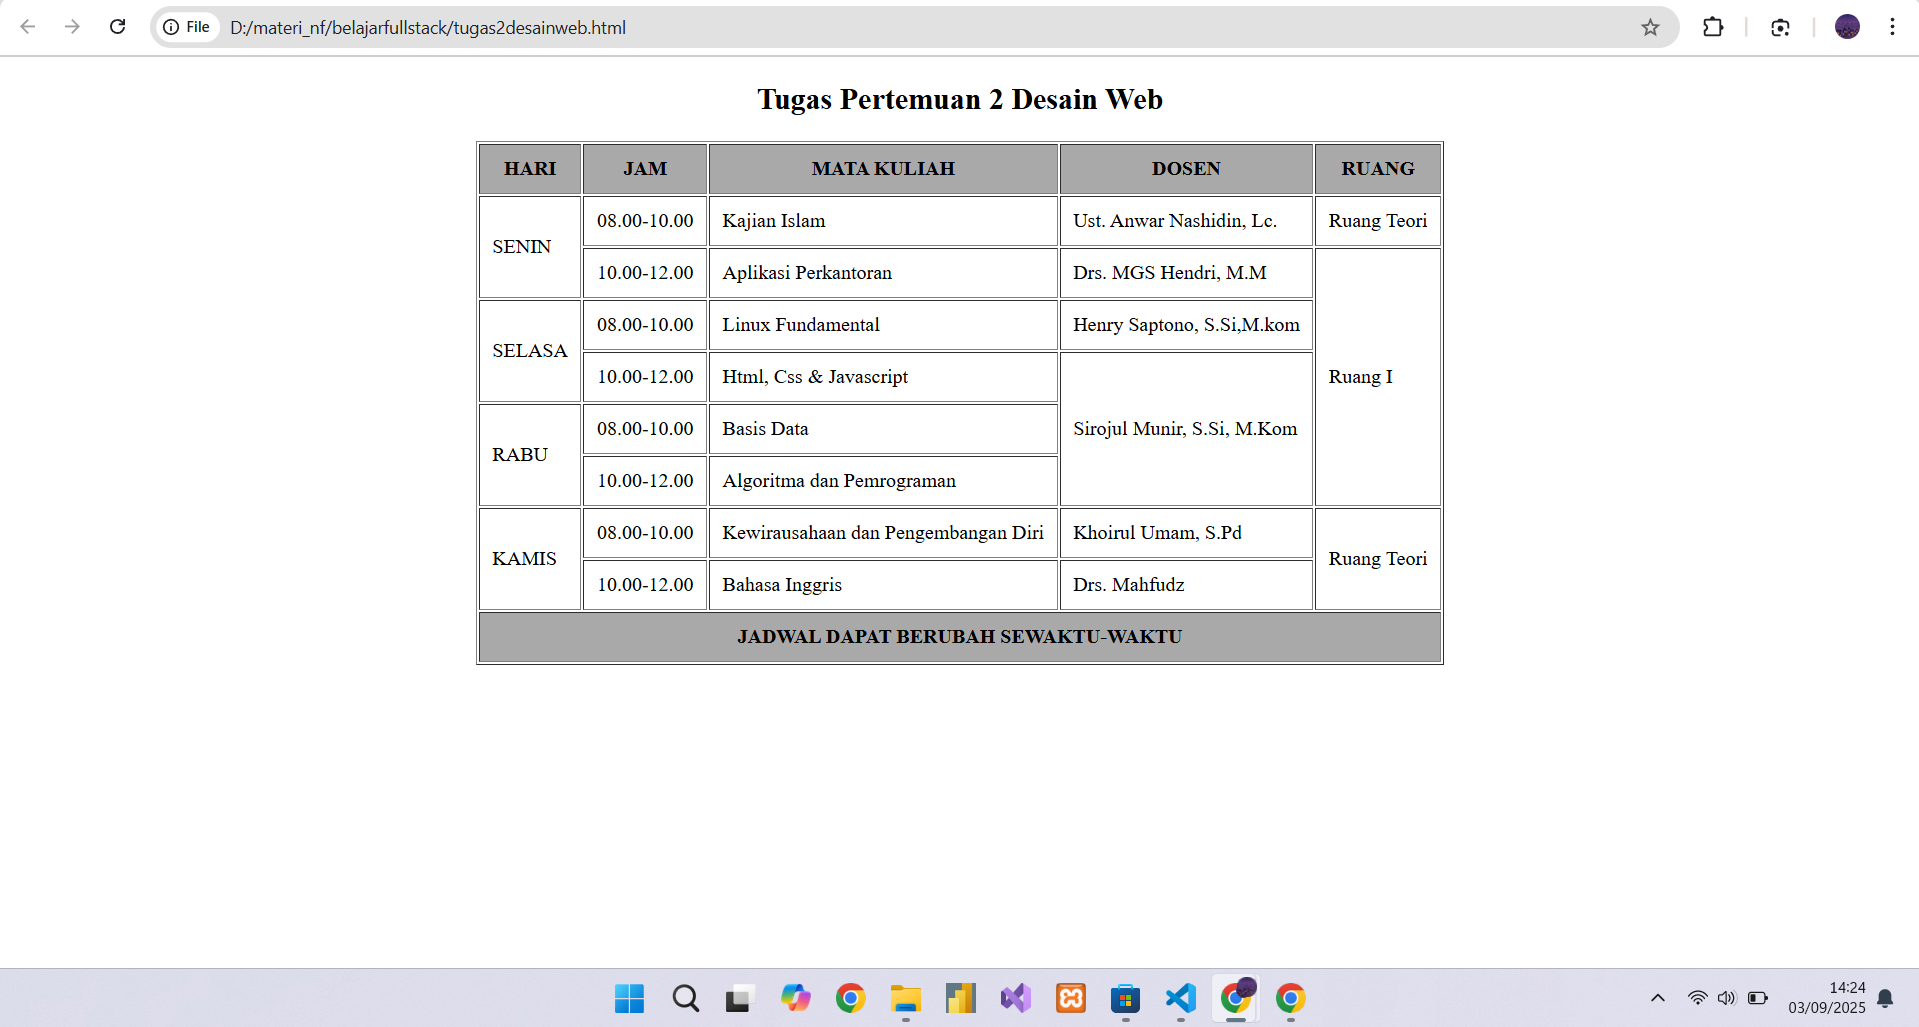 File D:/materi_nf/belajarfullstack/tugas2desainweb.html
Tugas Pertemuan 2 Desain Web
HARI JAM MATA KULIAH DOSEN RUANG
SENIN 08.00-10.00 Kajian Islam Ust. Anwar Nashidin, Lc. Ruang Teori
10.00-12.00 Aplikasi Perkantoran Drs. MGS Hendri, M.M Ruang I
SELASA 08.00-10.00 Linux Fundamental Henry Saptono, S.Si,M.kom
10.00-12.00 Html, Css & Javascript Sirojul Munir, S.Si, M.Kom
RABU 08.00-10.00 Basis Data
10.00-12.00 Algoritma dan Pemrograman
KAMIS 08.00-10.00 Kewirausahaan dan Pengembangan Diri Khoirul Umam, S.Pd Ruang Teori
10.00-12.00 Bahasa Inggris Drs. Mahfudz
JADWAL DAPAT BERUBAH SEWAKTU-WAKTU
14:24
03/09/2025